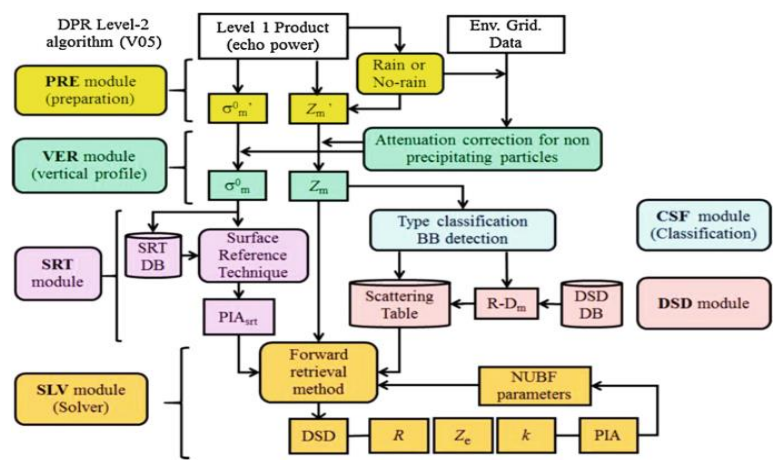 DPR Level-2
algorithm (V05)
Level 1 Product
(echo power)
Env. Grid.
Data
Rain or
No-rain
PRE module
(preparation)
σ⁰m’
Zm’
Attenuation correction for non
precipitating particles
VER module
(vertical profile)
σ⁰m
Zm
Type classification
BB detection
CSF module
(Classification)
SRT
module
SRT
DB
Surface
Reference
Technique
PIAsrt
Scattering
Table
R-Dm
DSD
DB
DSD module
SLV module
(Solver)
Forward
retrieval
method
NUBF
parameters
DSD
R
Ze
k
PIA